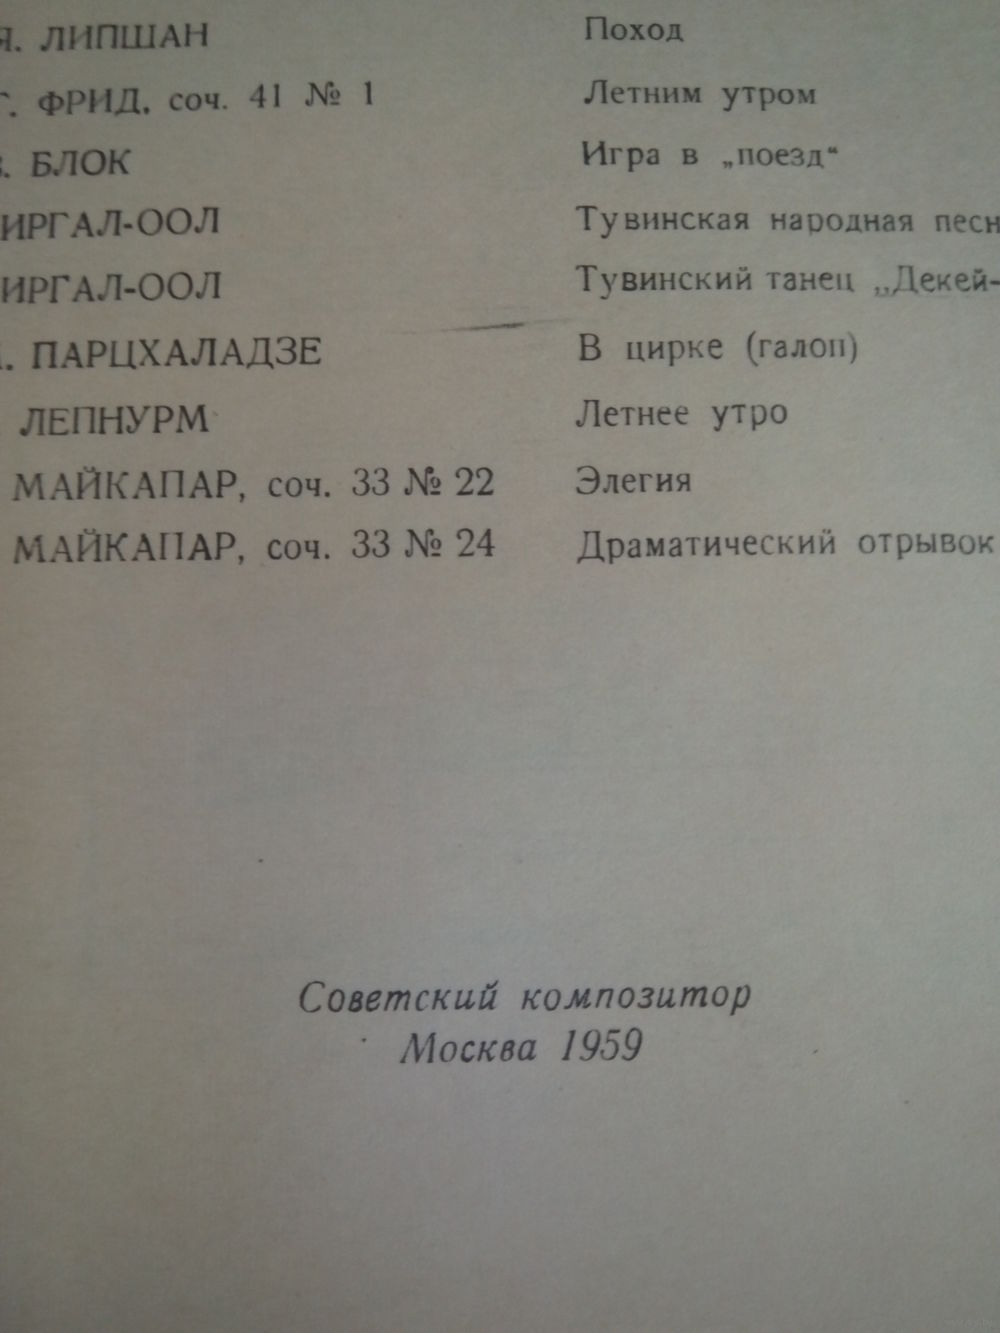 Я. ЛИПШАН Поход
Г. ФРИД, соч. 41 № 1 Летним утром
В. БЛОК Игра в „поезд“
ИРГАЛ-ООЛ Тувинская народная песн
ИРГАЛ-ООЛ Тувинский танец „Декей-
. ПАРЦХАЛАДЗЕ В цирке (галоп)
ЛЕПНУРМ Летнее утро
МАЙКАПАР, соч. 33 № 22 Элегия
МАЙКАПАР, соч. 33 № 24 Драматический отрывок
Советский композитор
Москва 1959